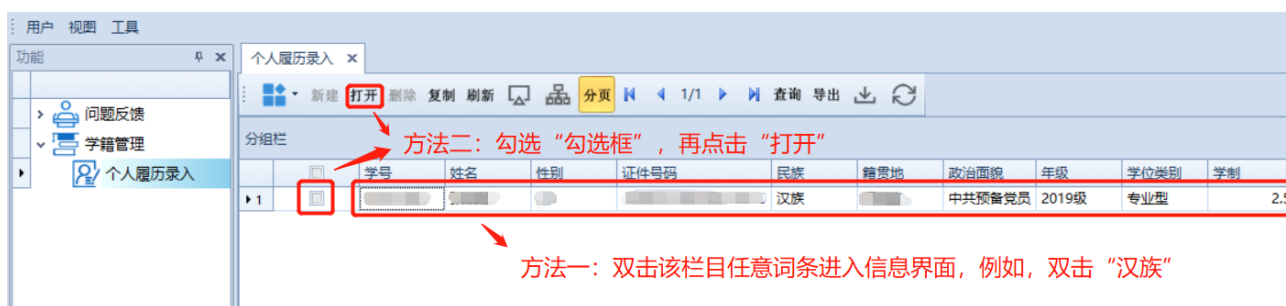 用户 视图 工具
功能
个人履历录入
新建 打开 删除 复制 刷新 分页 1/1 查询 导出
问题反馈
分组栏
方法二：勾选“勾选框”，再点击“打开”
学籍管理
学号 姓名 性别 证件号码 民族 籍贯地 政治面貌 年级 学位类别 学制
个人履历录入
1 汉族 中共预备党员 2019级 专业型 2.5
方法一：双击该栏目任意词条进入信息界面，例如，双击“汉族”